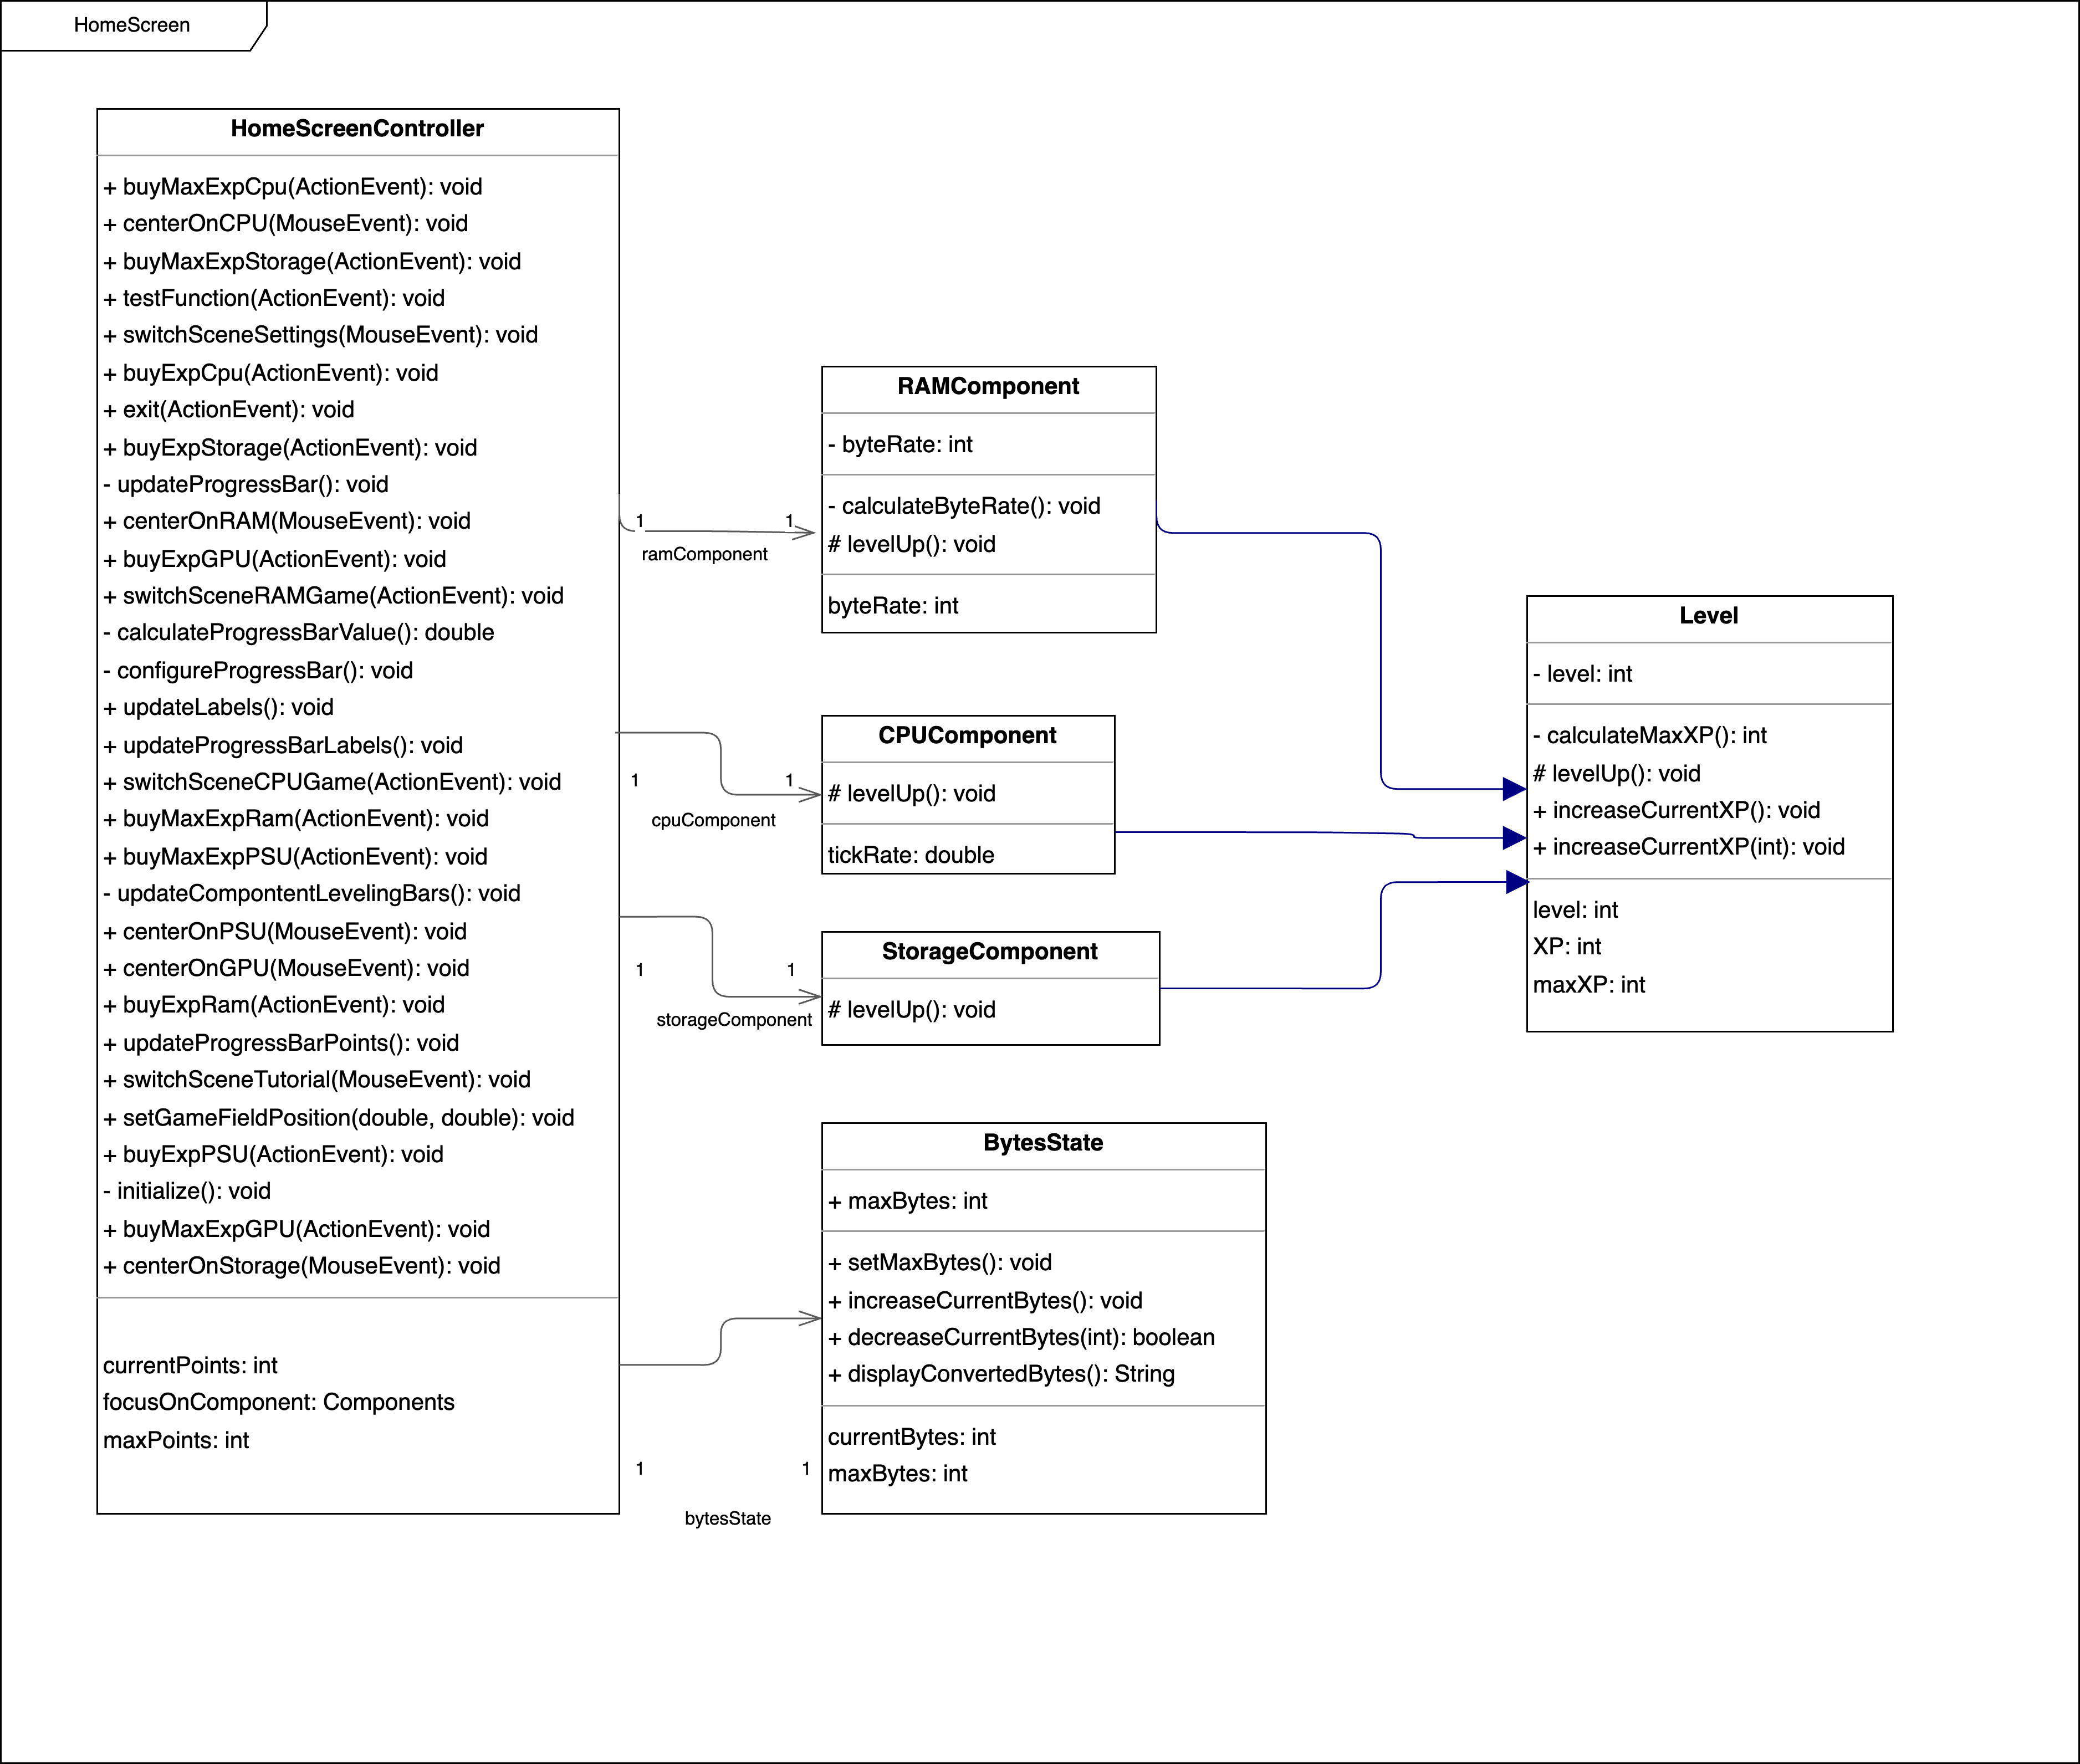 HomeScreen
HomeScreenController
+ buyMaxExpCpu(ActionEvent): void
+ centerOnCPU(MouseEvent): void
+ buyMaxExpStorage(ActionEvent): void
+ testFunction(ActionEvent): void
+ switchSceneSettings(MouseEvent): void
+ buyExpCpu(ActionEvent): void
+ exit(ActionEvent): void
+ buyExpStorage(ActionEvent): void
- updateProgressBar(): void
+ centerOnRAM(MouseEvent): void
+ buyExpGPU(ActionEvent): void
+ switchSceneRAMGame(ActionEvent): void
- calculateProgressBarValue(): double
- configureProgressBar(): void
+ updateLabels(): void
+ updateProgressBarLabels(): void
+ switchSceneCPUGame(ActionEvent): void
+ buyMaxExpRam(ActionEvent): void
+ buyMaxExpPSU(ActionEvent): void
- updateCompontentLevelingBars(): void
+ centerOnPSU(MouseEvent): void
+ centerOnGPU(MouseEvent): void
+ buyExpRam(ActionEvent): void
+ updateProgressBarPoints(): void
+ switchSceneTutorial(MouseEvent): void
+ setGameFieldPosition(double, double): void
+ buyExpPSU(ActionEvent): void
- initialize(): void
+ buyMaxExpGPU(ActionEvent): void
+ centerOnStorage(MouseEvent): void
currentPoints: int
focusOnComponent: Components
maxPoints: int
1 1
ramComponent
1 1
cpuComponent
1 1
storageComponent
1 1
bytesState
RAMComponent
- byteRate: int
- calculateByteRate(): void
# levelUp(): void
byteRate: int
CPUComponent
# levelUp(): void
tickRate: double
StorageComponent
# levelUp(): void
BytesState
+ maxBytes: int
+ setMaxBytes(): void
+ increaseCurrentBytes(): void
+ decreaseCurrentBytes(int): boolean
+ displayConvertedBytes(): String
currentBytes: int
maxBytes: int
Level
- level: int
- calculateMaxXP(): int
# levelUp(): void
+ increaseCurrentXP(): void
+ increaseCurrentXP(int): void
level: int
XP: int
maxXP: int